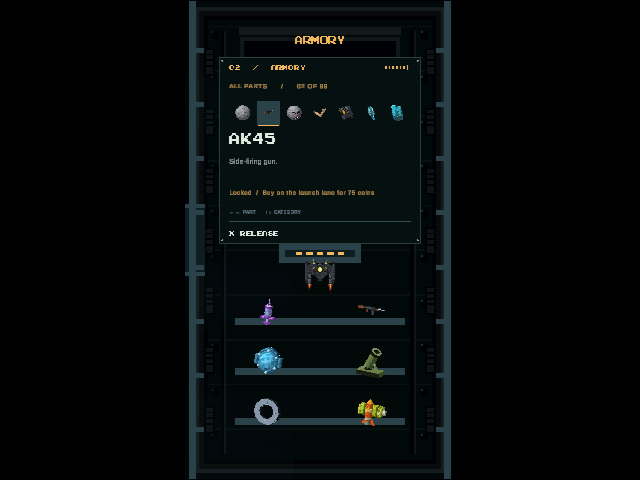 ARMORY
02 / ARMORY
ALL PARTS / 02 OF
AK45
Side-firing gun.
Locked / Buy on the launch lane for 75 coins
PART CATEGORY
X RELEASE